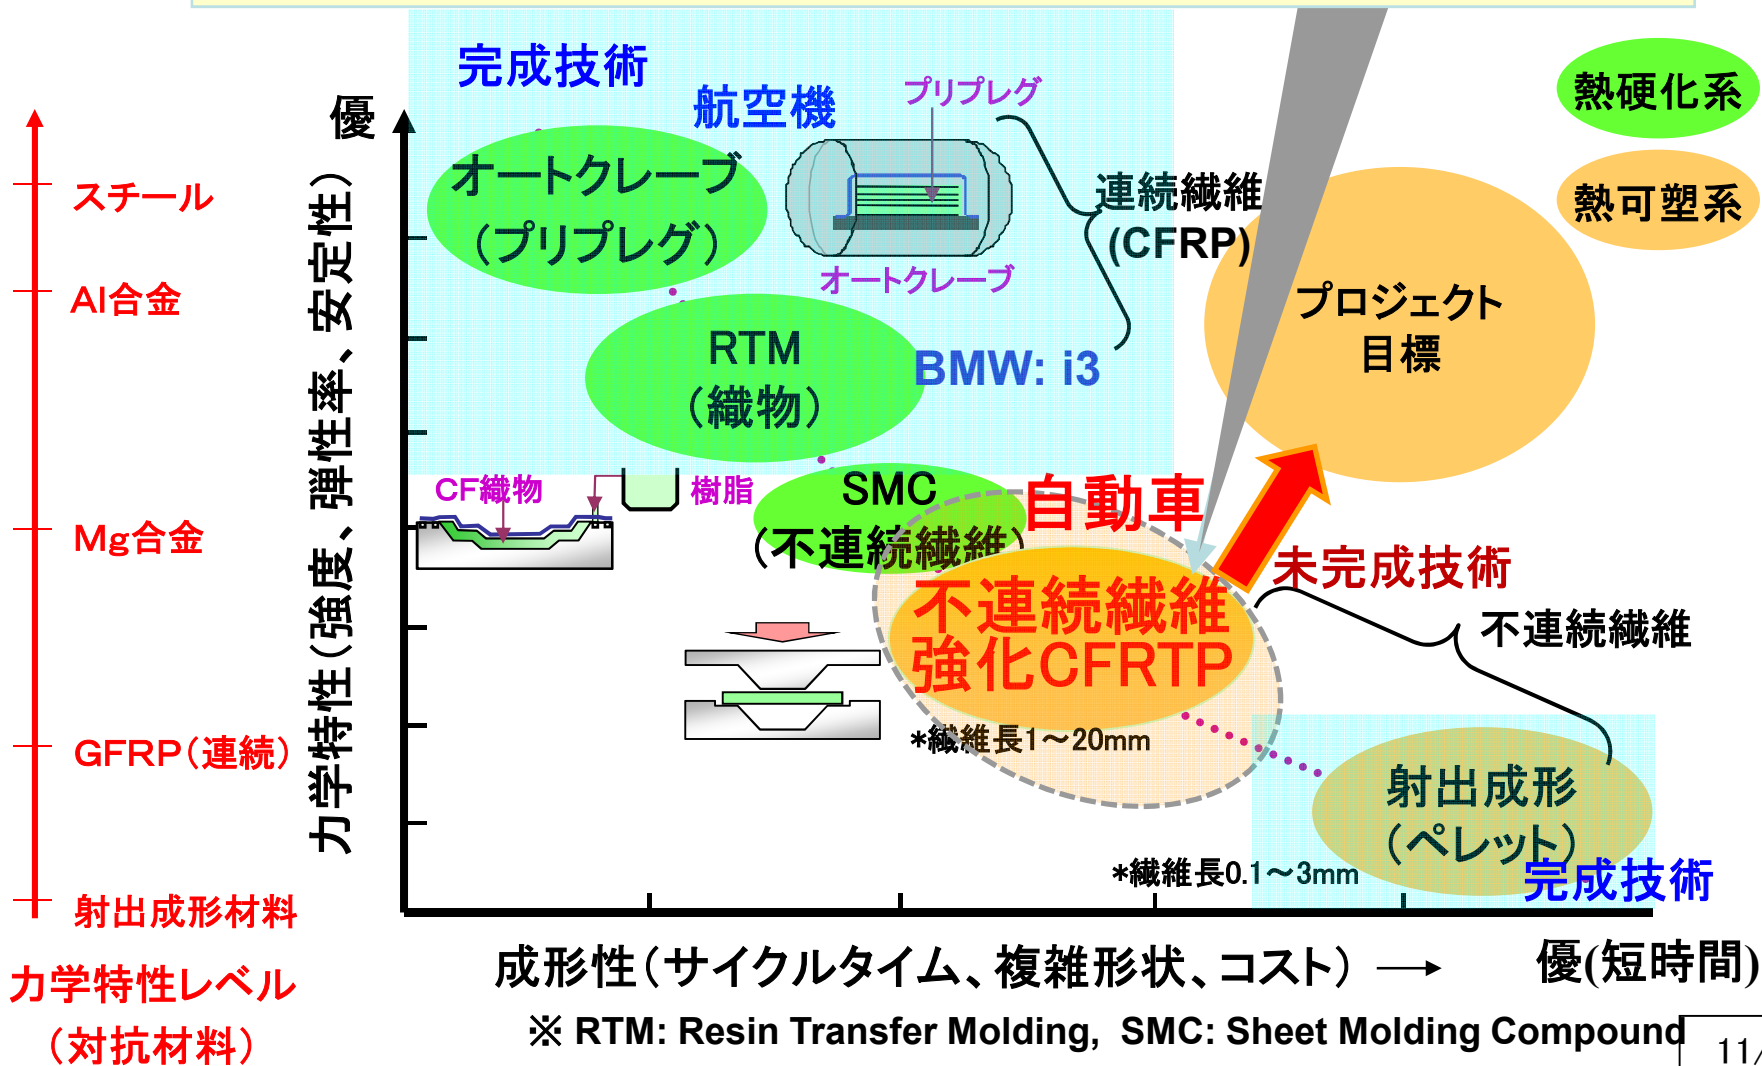 完成技術
航空機
プリプレグ
熱硬化系
優
オートクレーブ
(プリプレグ)
スチール
連続繊維
(CFRP)
熱可塑系
オートクレーブ
Al合金
プロジェクト
目標
RTM
(織物)
BMW: i3
力学特性(強度、弾性率、安定性)
CF織物
樹脂
SMC
(不連続繊維)
自動車
Mg合金
未完成技術
不連続繊維
強化CFRTP
不連続繊維
*繊維長1～20mm
GFRP(連続)
射出成形
(ペレット)
*繊維長0.1～3mm
完成技術
射出成形材料
成形性(サイクルタイム、複雑形状、コスト) → 優(短時間)
力学特性レベル
(対抗材料)
※ RTM: Resin Transfer Molding, SMC: Sheet Molding Compound
11/